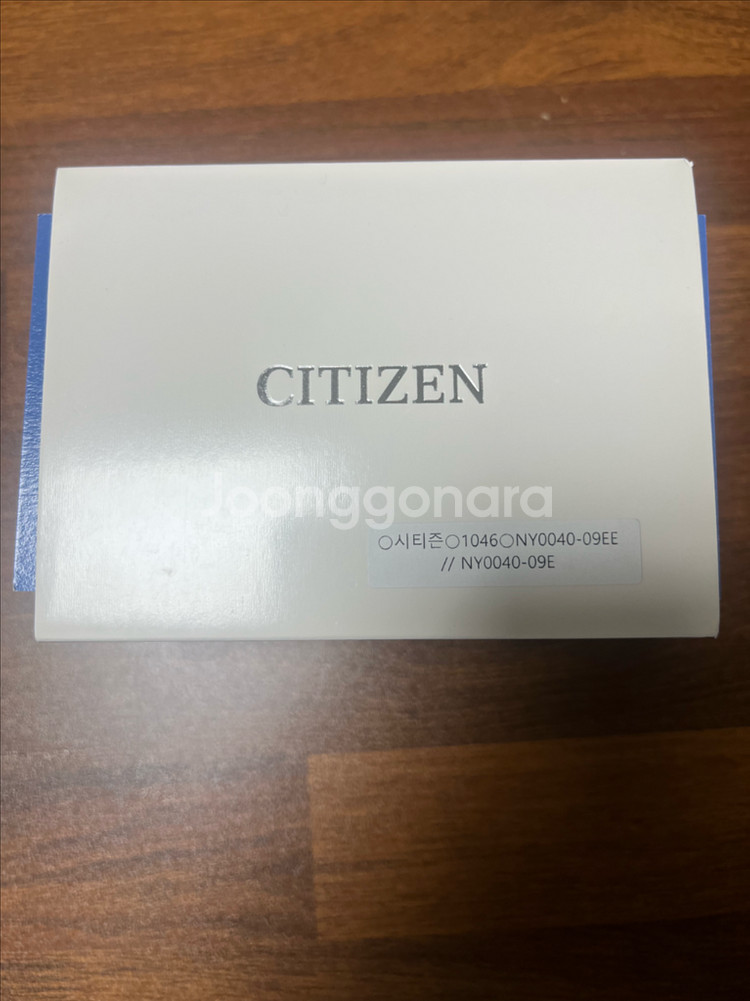 CITIZEN
Joonggonara
○시티즌○1046○NY0040-09EE
// NY0040-09E